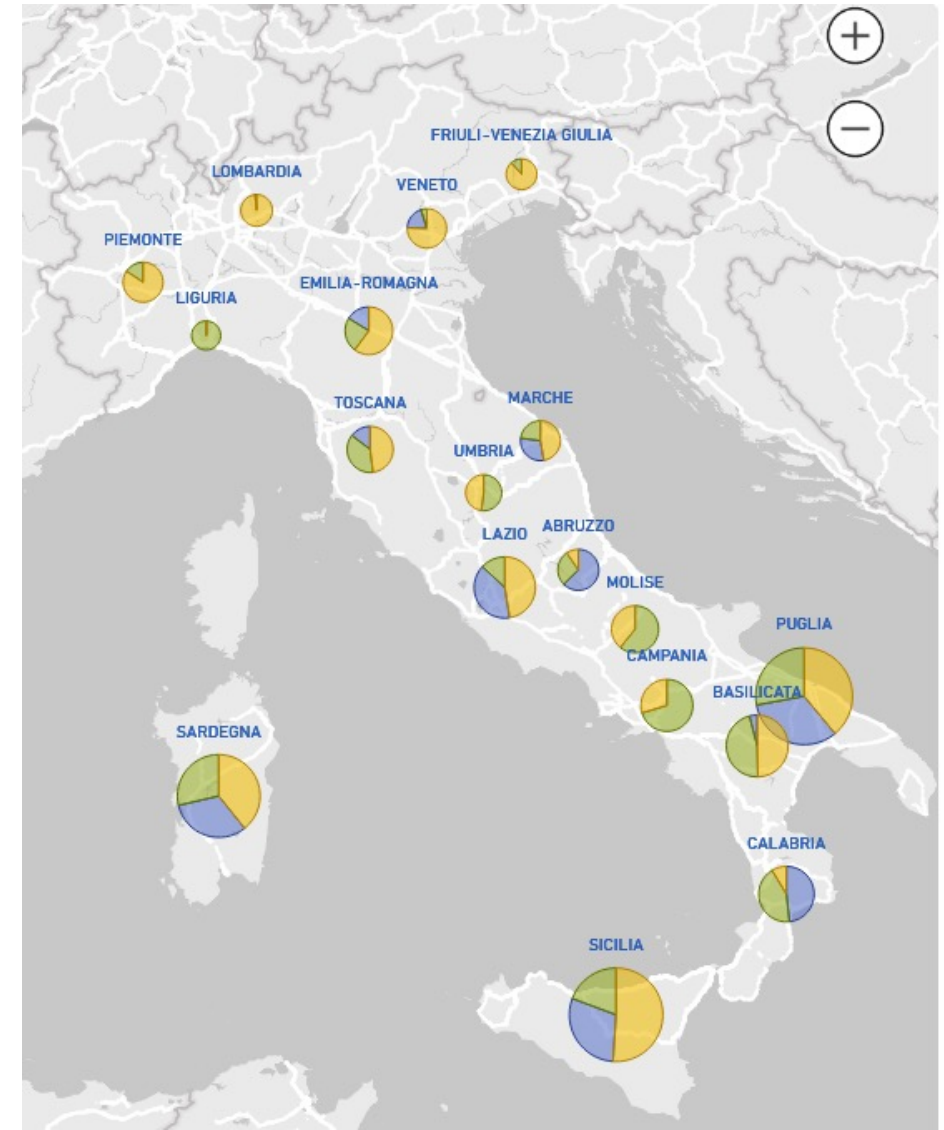 +
−
FRIULI-VENEZIA GIULIA
LOMBARDIA
VENETO
PIEMONTE
EMILIA-ROMAGNA
LIGURIA
MARCHE
TOSCANA
UMBRIA
ABRUZZO
LAZIO
MOLISE
PUGLIA
CAMPANIA
BASILICATA
SARDEGNA
CALABRIA
SICILIA